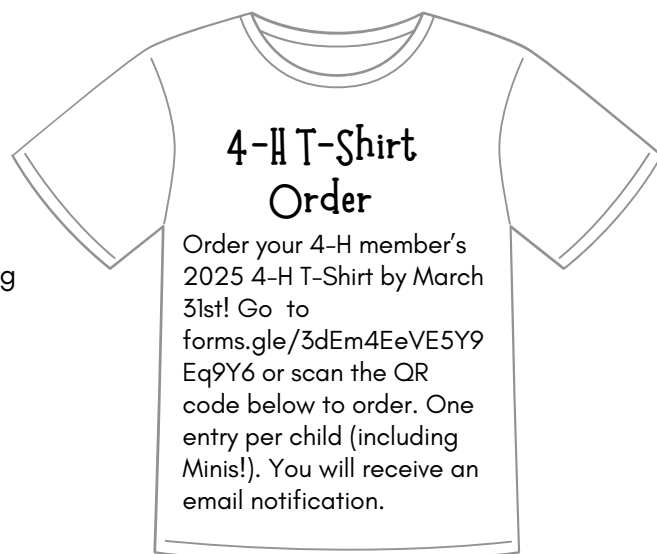 4-H T-Shirt
Order
Order your 4-H member's
2025 4-H T-Shirt by March
31st! Go  to
forms.gle/3dEm4EeVE5Y9
Eq9Y6 or scan the QR
code below to order. One
entry per child (including
Minis!). You will receive an
email notification.
g